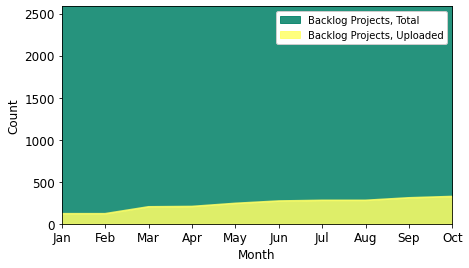 2500
2000
1500
1000
500
0
Count
Backlog Projects, Total
Backlog Projects, Uploaded
Jan Feb Mar Apr May Jun Jul Aug Sep Oct
Month